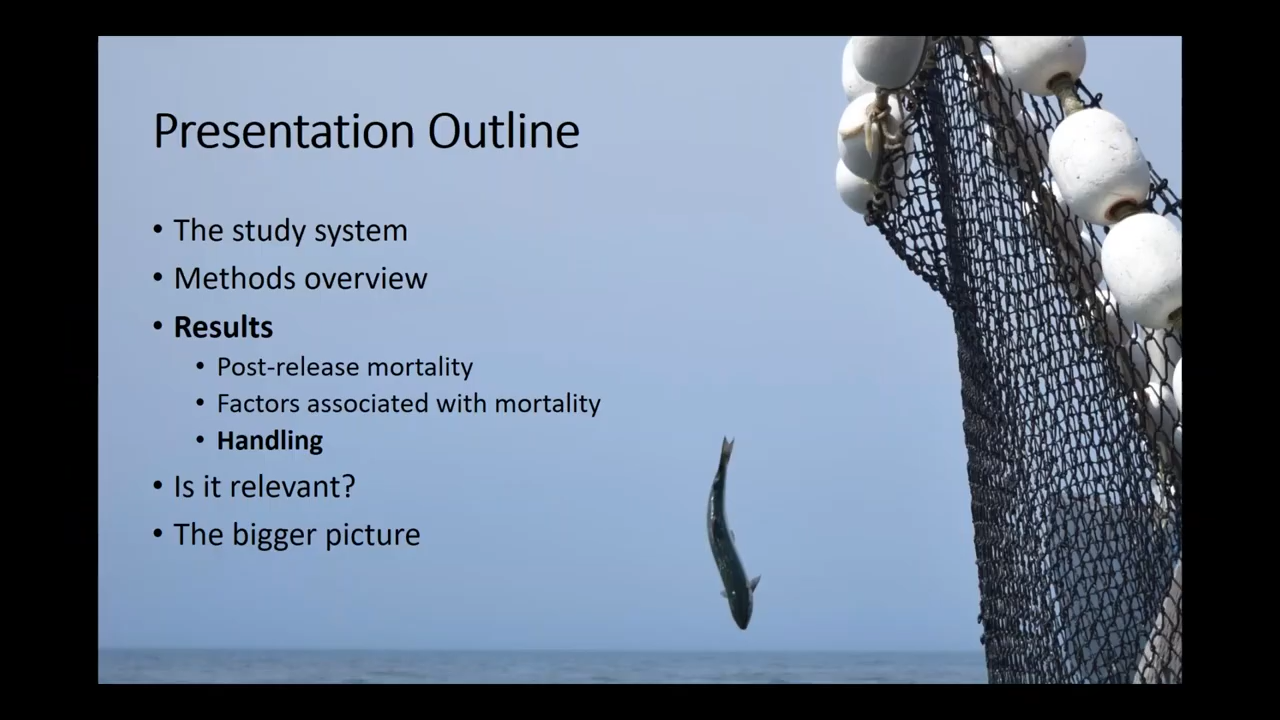 Presentation Outline
• The study system
• Methods overview
• Results
• Post-release mortality
• Factors associated with mortality
• Handling
• Is it relevant?
• The bigger picture